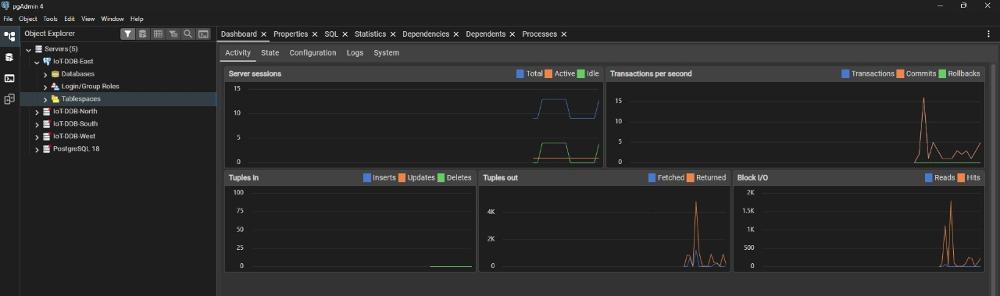 pgAdmin 4
File Object Tools Edit View Window Help
Object Explorer
Servers (5)
IoT-DDB-East
Databases
Login/Group Roles
Tablespaces
IoT-DDB-North
IoT-DDB-South
IoT-DDB-West
PostgreSQL 18
Dashboard Properties SQL Statistics Dependencies Dependents Processes
Activity State Configuration Logs System
Server sessions Total Active Idle
15
10
5
0
Transactions per second Transactions Commits Rollbacks
15
10
5
0
Tuples in Inserts Updates Deletes
100
75
50
25
0
Tuples out Fetched Returned
4K
2K
0
Block I/O Reads Hits
2K
1.5K
1K
500
0